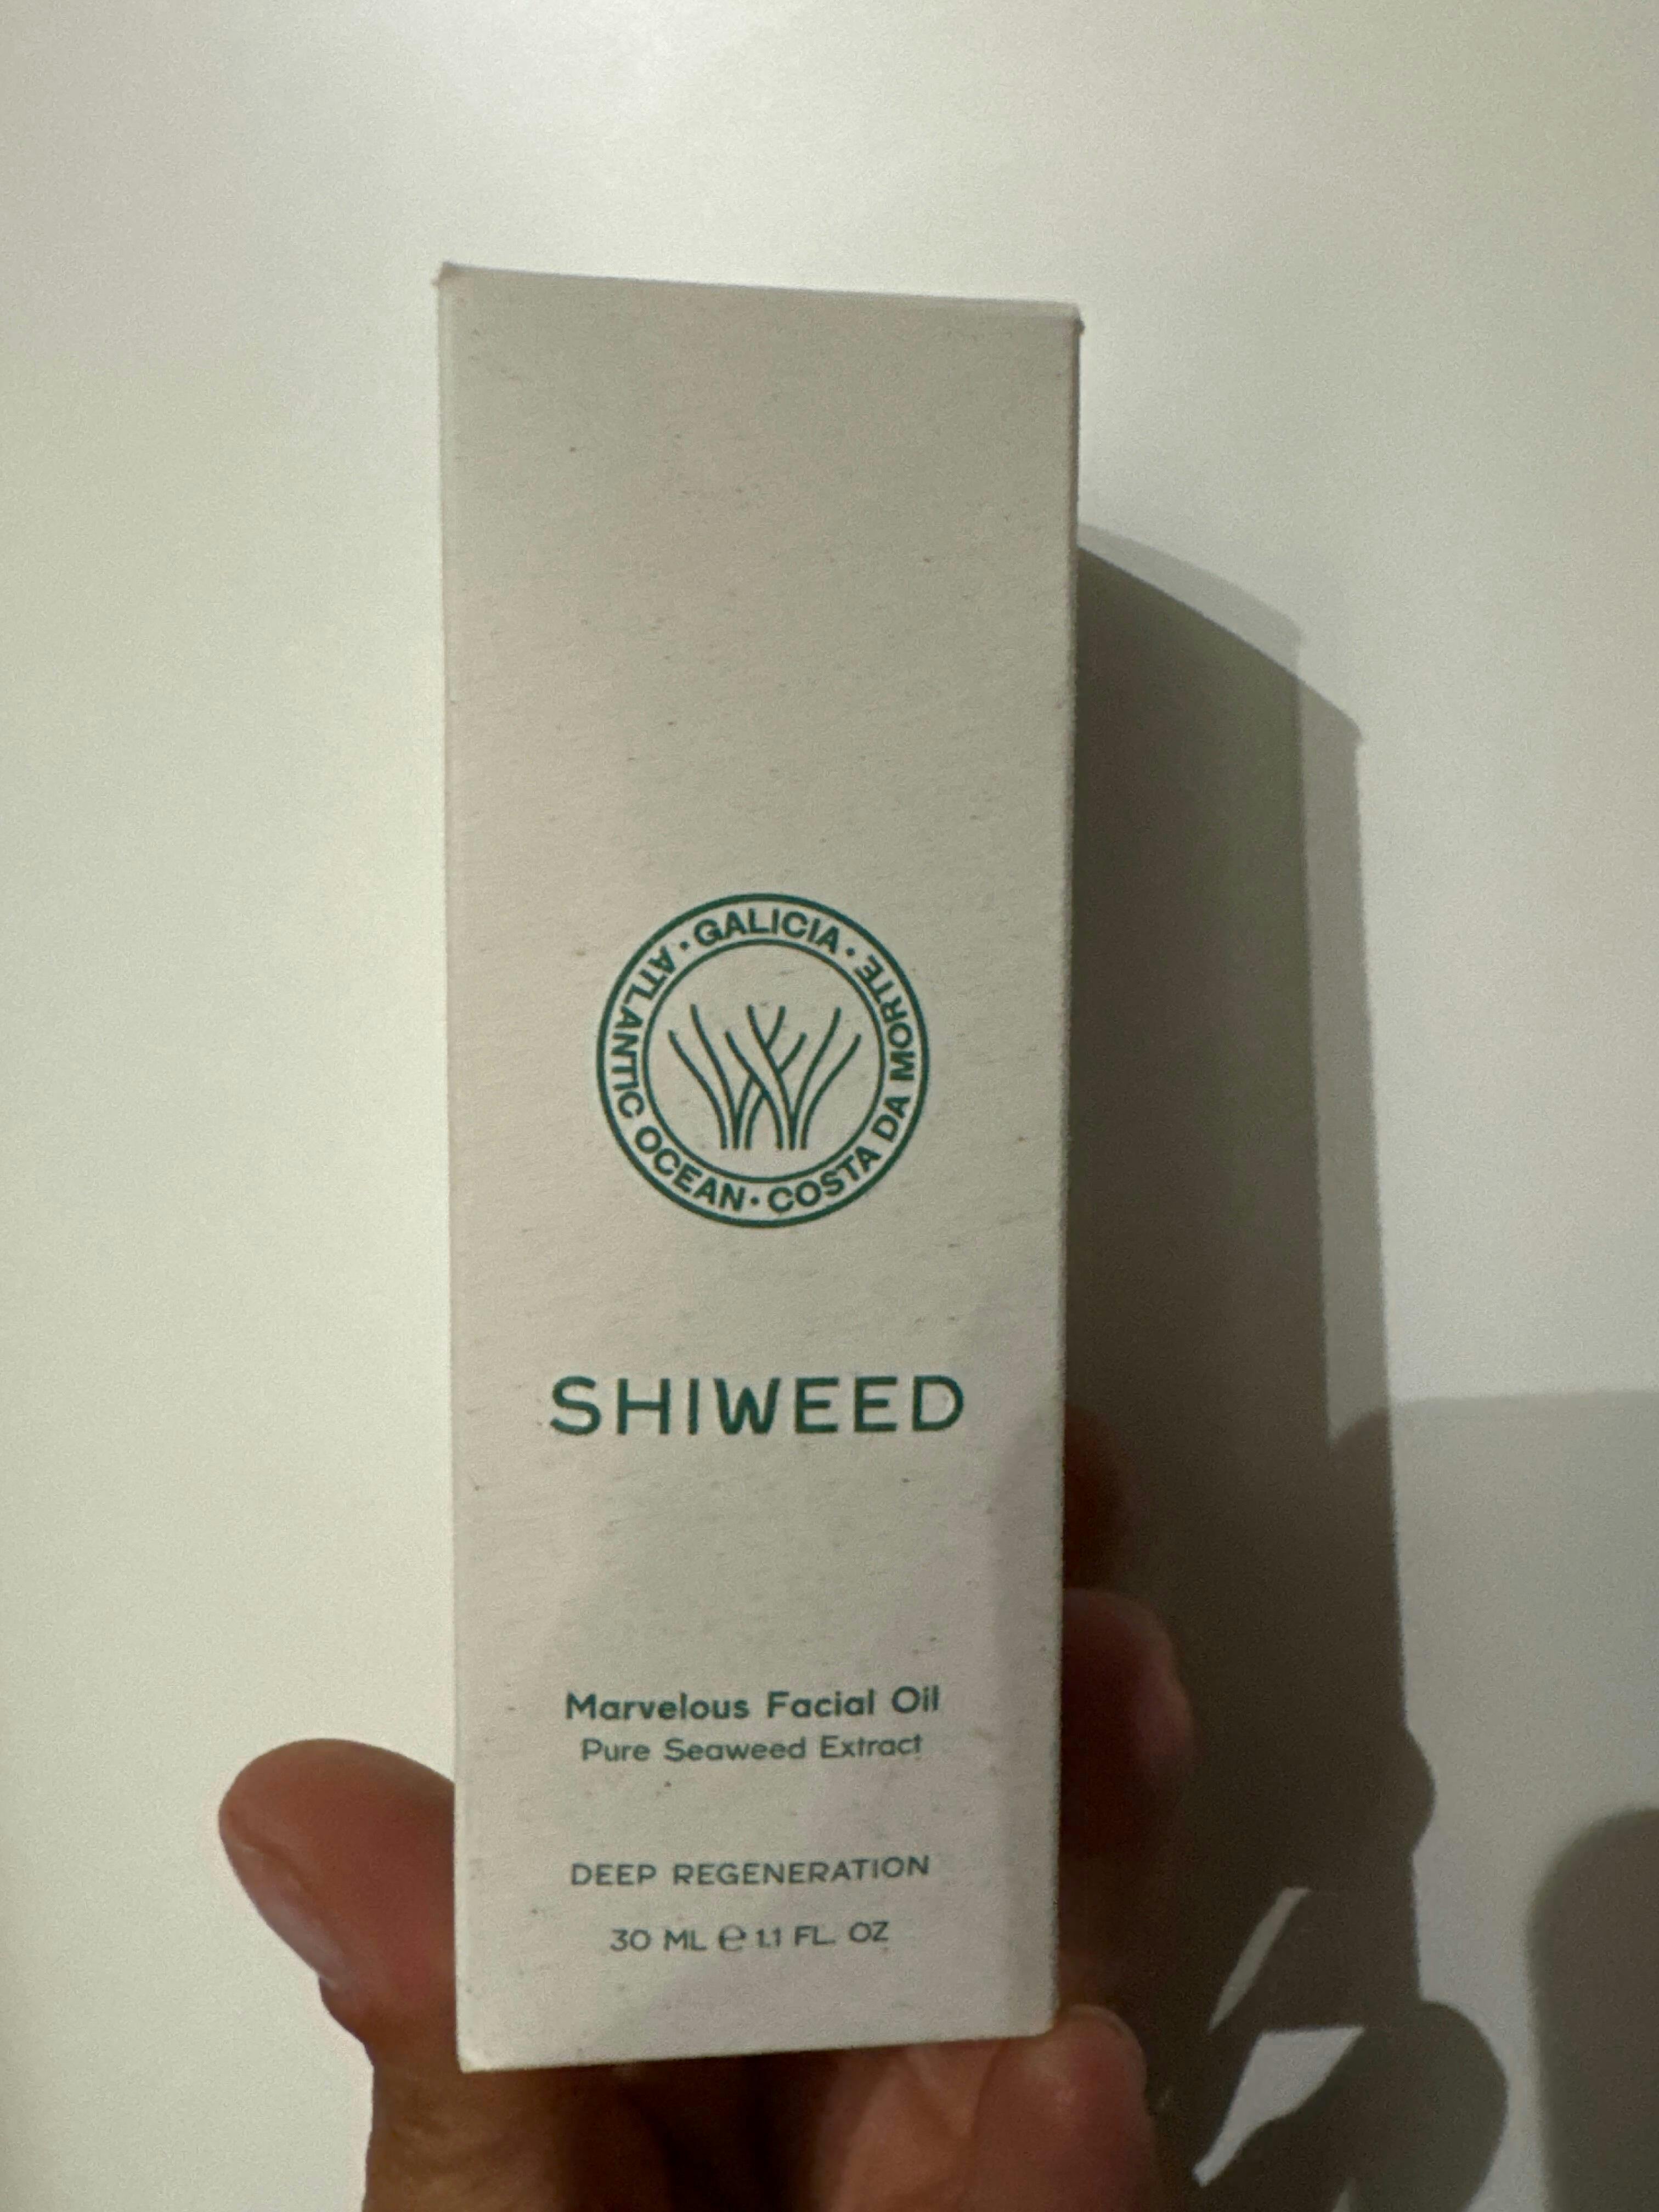 · GALICIA · COSTA DA MORTE · ATLANTIC OCEAN
SHIWEED
Marvelous Facial Oil
Pure Seaweed Extract
DEEP REGENERATION
30 ML ℮ 1.1 FL. OZ